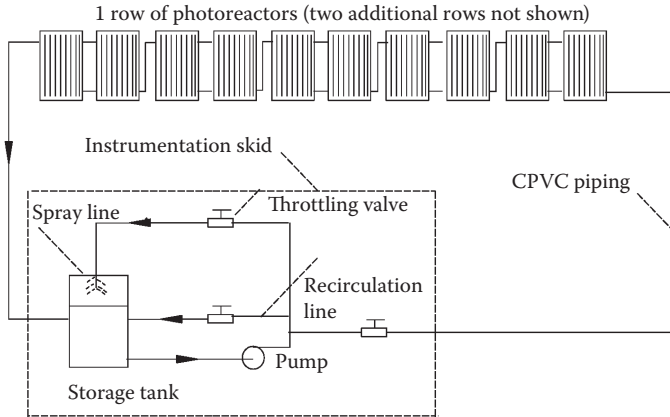 1 row of photoreactors (two additional rows not shown)
Instrumentation skid
CPVC piping
Spray line
Throttling valve
Recirculation
line
Pump
Storage tank